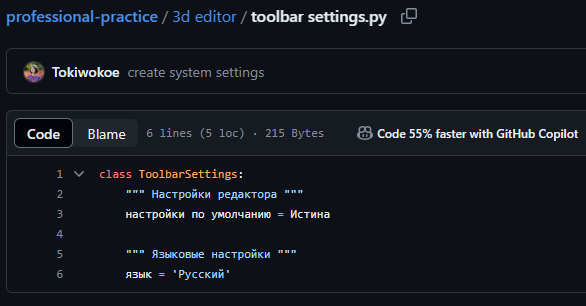 professional-practice / 3d editor / toolbar settings.py
Tokiwokoe create system settings
Code Blame 6 lines (5 loc) · 215 Bytes Code 55% faster with GitHub Copilot
1 class ToolbarSettings:
2 """ Настройки редактора """
3 настройки по умолчанию = Истина
4
5 """ Языковые настройки """
6 язык = 'Русский'